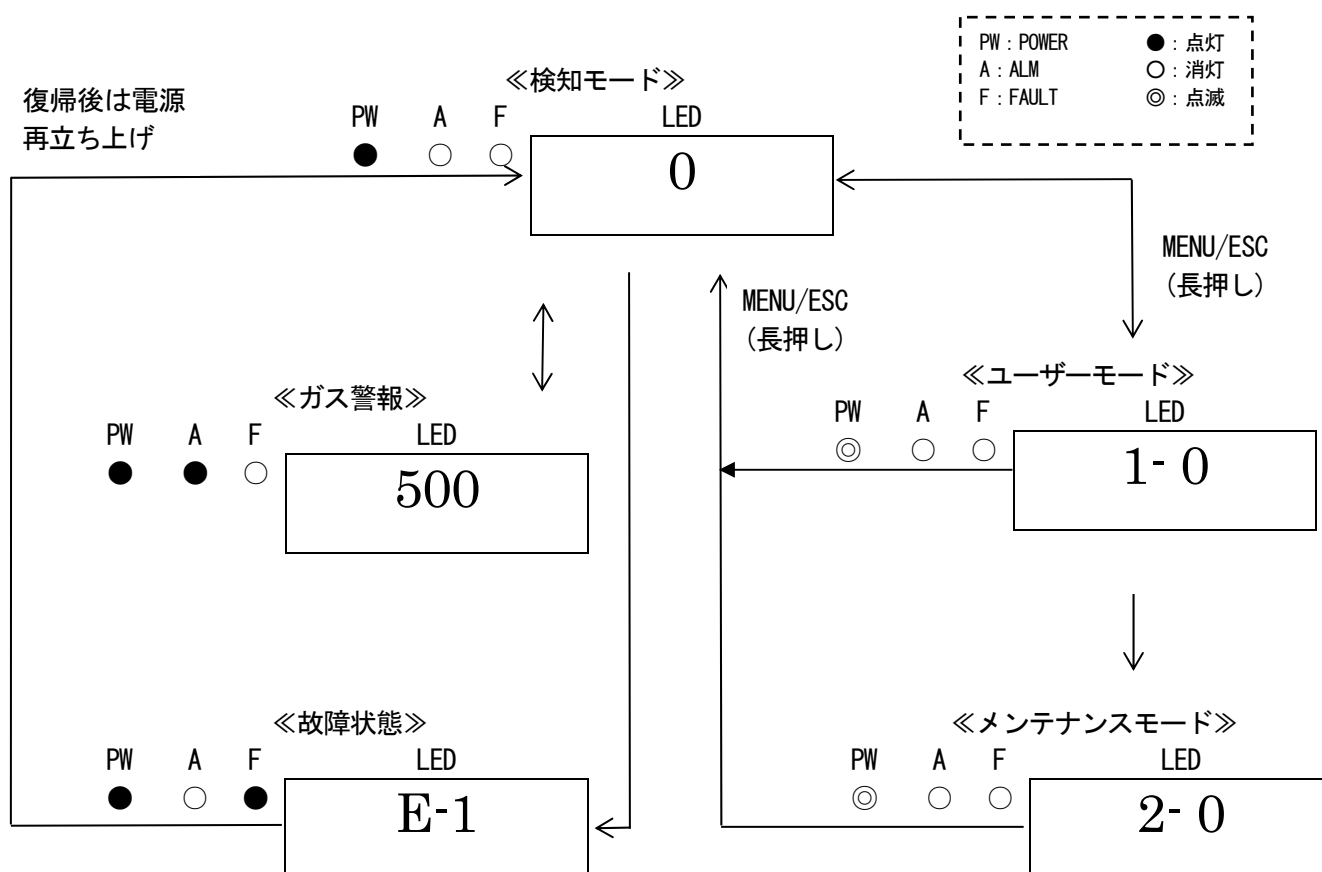 PW：POWER ●：点灯
A：ALM ○：消灯
F：FAULT ◎：点滅
≪検知モード≫
復帰後は電源
再立ち上げ
PW A F LED
● ○ ○
0
MENU/ESC
（長押し）
MENU/ESC
（長押し）
≪ガス警報≫
PW A F LED
● ● ○
500
≪ユーザーモード≫
PW A F LED
◎ ○ ○
1- 0
≪故障状態≫
PW A F LED
● ○ ●
E-1
≪メンテナンスモード≫
PW A F LED
◎ ○ ○
2- 0